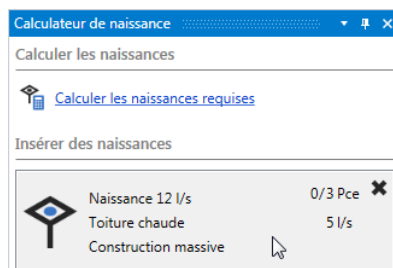 Calculateur de naissance
Calculer les naissances
Calculer les naissances requises
Insérer des naissances
Naissance 12 l/s 0/3 Pce
Toiture chaude 5 l/s
Construction massive